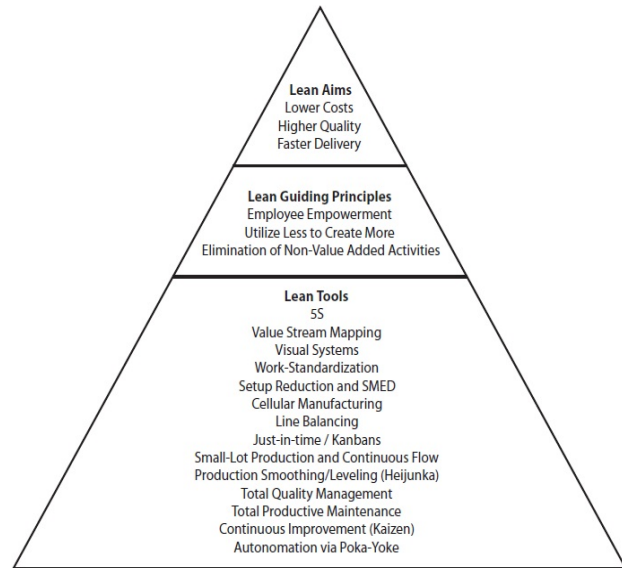 Lean Aims
Lower Costs
Higher Quality
Faster Delivery
Lean Guiding Principles
Employee Empowerment
Utilize Less to Create More
Elimination of Non-Value Added Activities
Lean Tools
5S
Value Stream Mapping
Visual Systems
Work-Standardization
Setup Reduction and SMED
Cellular Manufacturing
Line Balancing
Just-in-time / Kanbans
Small-Lot Production and Continuous Flow
Production Smoothing/Leveling (Heijunka)
Total Quality Management
Total Productive Maintenance
Continuous Improvement (Kaizen)
Autonomation via Poka-Yoke